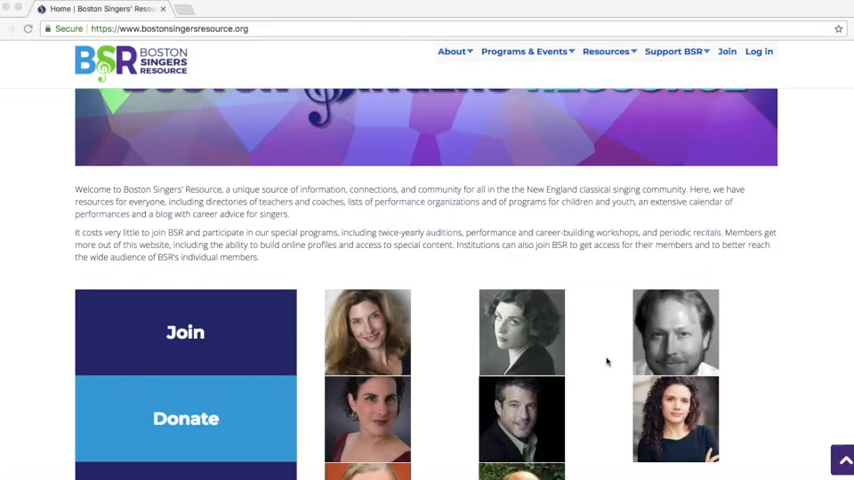 Home | Boston Singers' Resou
Secure | https://www.bostonsingersresource.org
BSR BOSTON SINGERS RESOURCE
About Programs & Events Resources Support BSR Join Log in
Welcome to Boston Singers' Resource, a unique source of information, connections, and community for all in the the New England classical singing community. Here, we have
resources for everyone, including directories of teachers and coaches, lists of performance organizations and of programs for children and youth, an extensive calendar of
performances and a blog with career advice for singers.
It costs very little to join BSR and participate in our special programs, including twice-yearly auditions, performance and career-building workshops, and periodic recitals. Members get
more out of this website, including the ability to build online profiles and access to special content. Institutions can also join BSR to get access for their members and to better reach
the wide audience of BSR's individual members.
Join
Donate